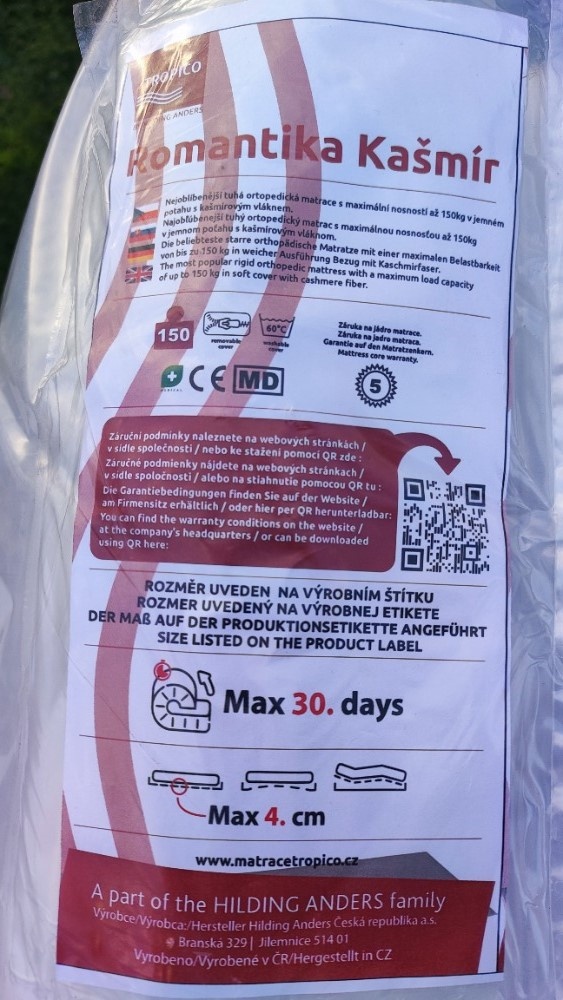 TROPICO
HILDING ANDERS
Romantika Kašmír
Nejoblíbenější tuhá ortopedická matrace s maximální nosností až 150kg v jemném
potahu s kašmírovým vláknem.
Najobľúbenejší tuhý ortopedický matrac s maximálnou nosnosťou až 150kg
v jemnom poťahu s kašmírovým vláknom.
Die beliebteste starre orthopädische Matratze mit einer maximalen Belastbarkeit
von bis zu 150 kg in weicher Ausführung Bezug mit Kaschmirfaser.
The most popular rigid orthopedic mattress with a maximum load capacity
of up to 150 kg in soft cover with cashmere fiber.
150
removable
cover
60°C
washable
cover
Záruka na jádro matrace.
Záruka na jadro matraca.
Garantie auf den Matratzenkern.
Mattress core warranty.
CE MD
5
Záruční podmínky naleznete na webových stránkách /
v sídle společnosti / nebo ke stažení pomocí QR zde :
Záručné podmienky nájdete na webových stránkach /
v sídle spoločnosti / alebo na stiahnutie pomocou QR tu :
Die Garantiebedingungen finden Sie auf der Website /
am Firmensitz erhältlich / oder hier per QR herunterladbar:
You can find the warranty conditions on the website /
at the company's headquarters / or can be downloaded
using QR here:
ROZMĚR UVEDEN NA VÝROBNÍM ŠTÍTKU
ROZMER UVEDENÝ NA VÝROBNEJ ETIKETE
DER MAß AUF DER PRODUKTIONSETIKETTE ANGEFÜHRT
SIZE LISTED ON THE PRODUCT LABEL
Max 30. days
Max 4. cm
www.matracetropico.cz
A part of the HILDING ANDERS family
Výrobce/Výrobca:/Hersteller Hilding Anders Česká republika a.s.
Branská 329 | Jilemnice 514 01
Vyrobeno/Vyrobené v ČR/Hergestellt in CZ